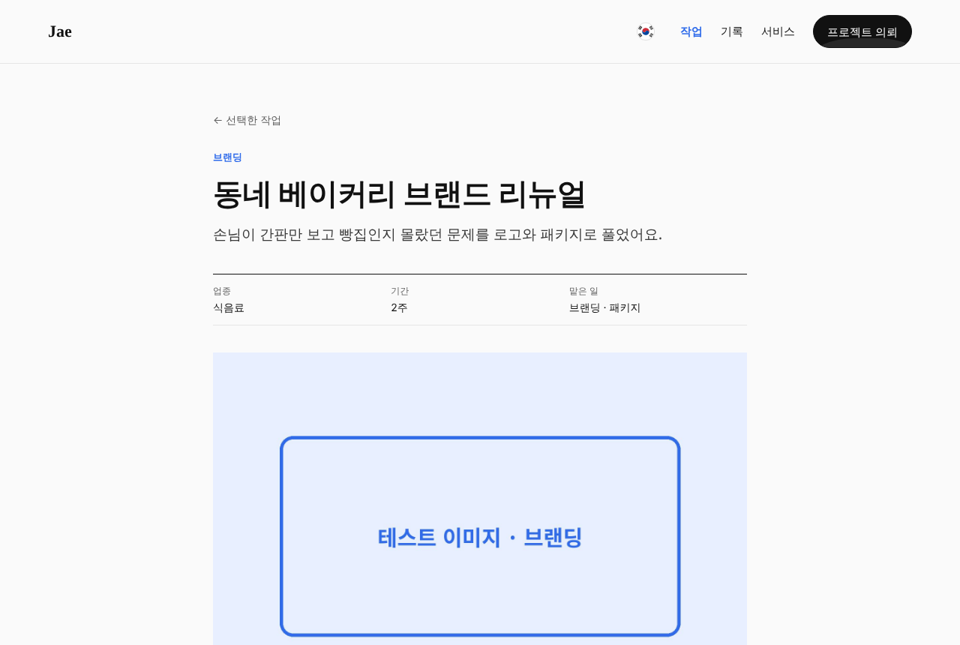 Jae
작업
기록
서비스
프로젝트 의뢰
← 선택한 작업
브랜딩
동네 베이커리 브랜드 리뉴얼
손님이 간판만 보고 빵집인지 몰랐던 문제를 로고와 패키지로 풀었어요.
업종
식음료
기간
2주
맡은 일
브랜딩 · 패키지
테스트 이미지 · 브랜딩